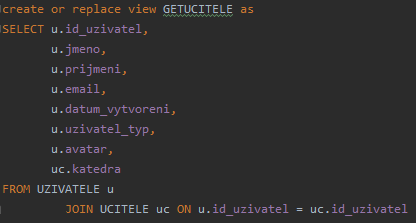 create or replace view GETUCITELE as
SELECT u.id_uzivatel,
u.jmeno,
u.prijmeni,
u.email,
u.datum_vytvoreni,
u.uzivatel_typ,
u.avatar,
uc.katedra
FROM UZIVATELE u
JOIN UCITELE uc ON u.id_uzivatel = uc.id_uzivatel